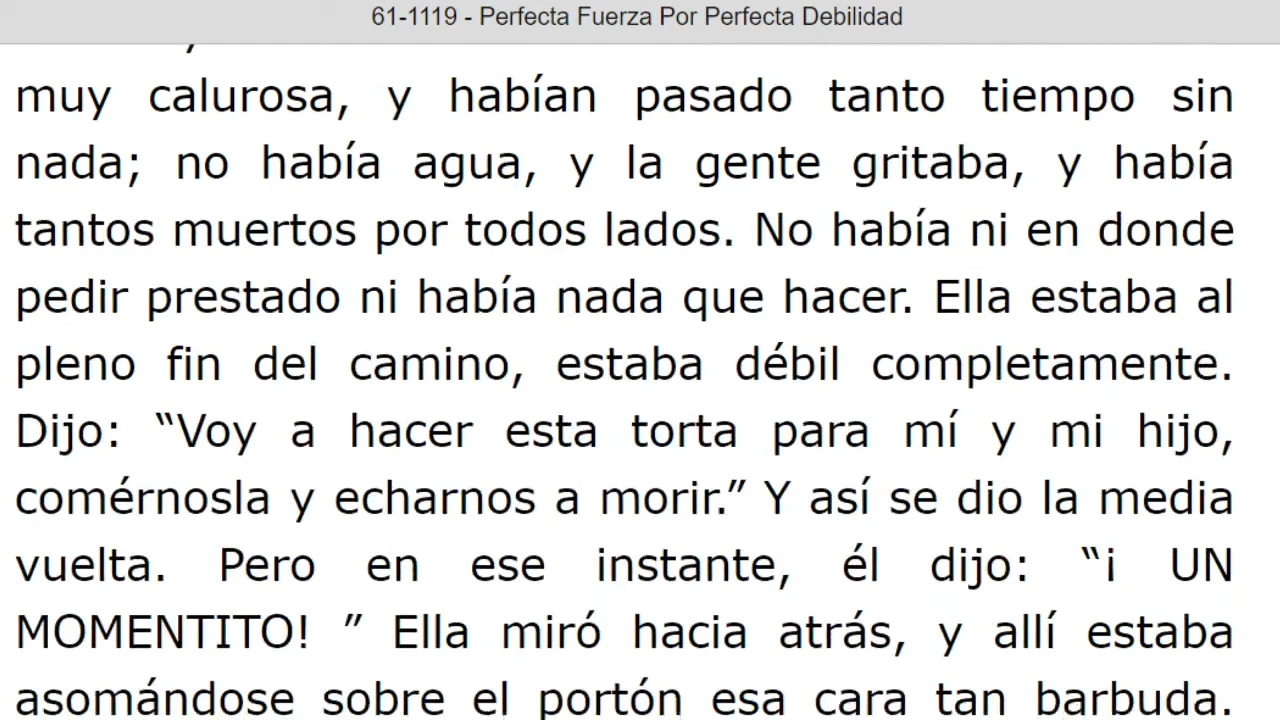 61-1119 - Perfecta Fuerza Por Perfecta Debilidad
muy calurosa, y habían pasado tanto tiempo sin
nada; no había agua, y la gente gritaba, y había
tantos muertos por todos lados. No había ni en donde
pedir prestado ni había nada que hacer. Ella estaba al
pleno fin del camino, estaba débil completamente.
Dijo: “Voy a hacer esta torta para mí y mi hijo,
comérnosla y echarnos a morir.” Y así se dio la media
vuelta. Pero en ese instante, él dijo: “¡ UN
MOMENTITO! ” Ella miró hacia atrás, y allí estaba
asomándose sobre el portón esa cara tan barbuda.